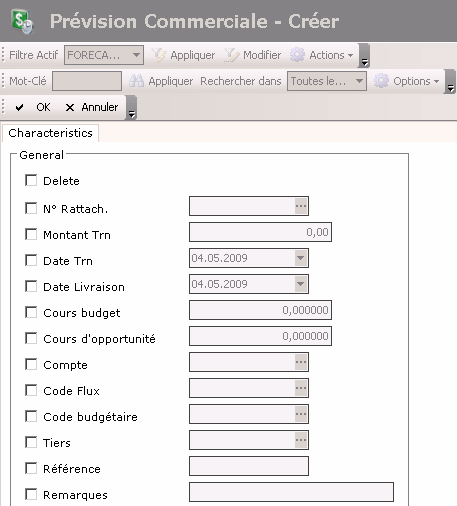 Prévision Commerciale - Créer
Filtre Actif FORECA... Appliquer Modifier Actions
Mot-Clé Appliquer Rechercher dans Toutes le... Options
OK Annuler
Characteristics
General
Delete
N° Rattach. ...
Montant Trn 0,00
Date Trn 04.05.2009
Date Livraison 04.05.2009
Cours budget 0,000000
Cours d'opportunité 0,000000
Compte ...
Code Flux ...
Code budgétaire ...
Tiers ...
Référence
Remarques